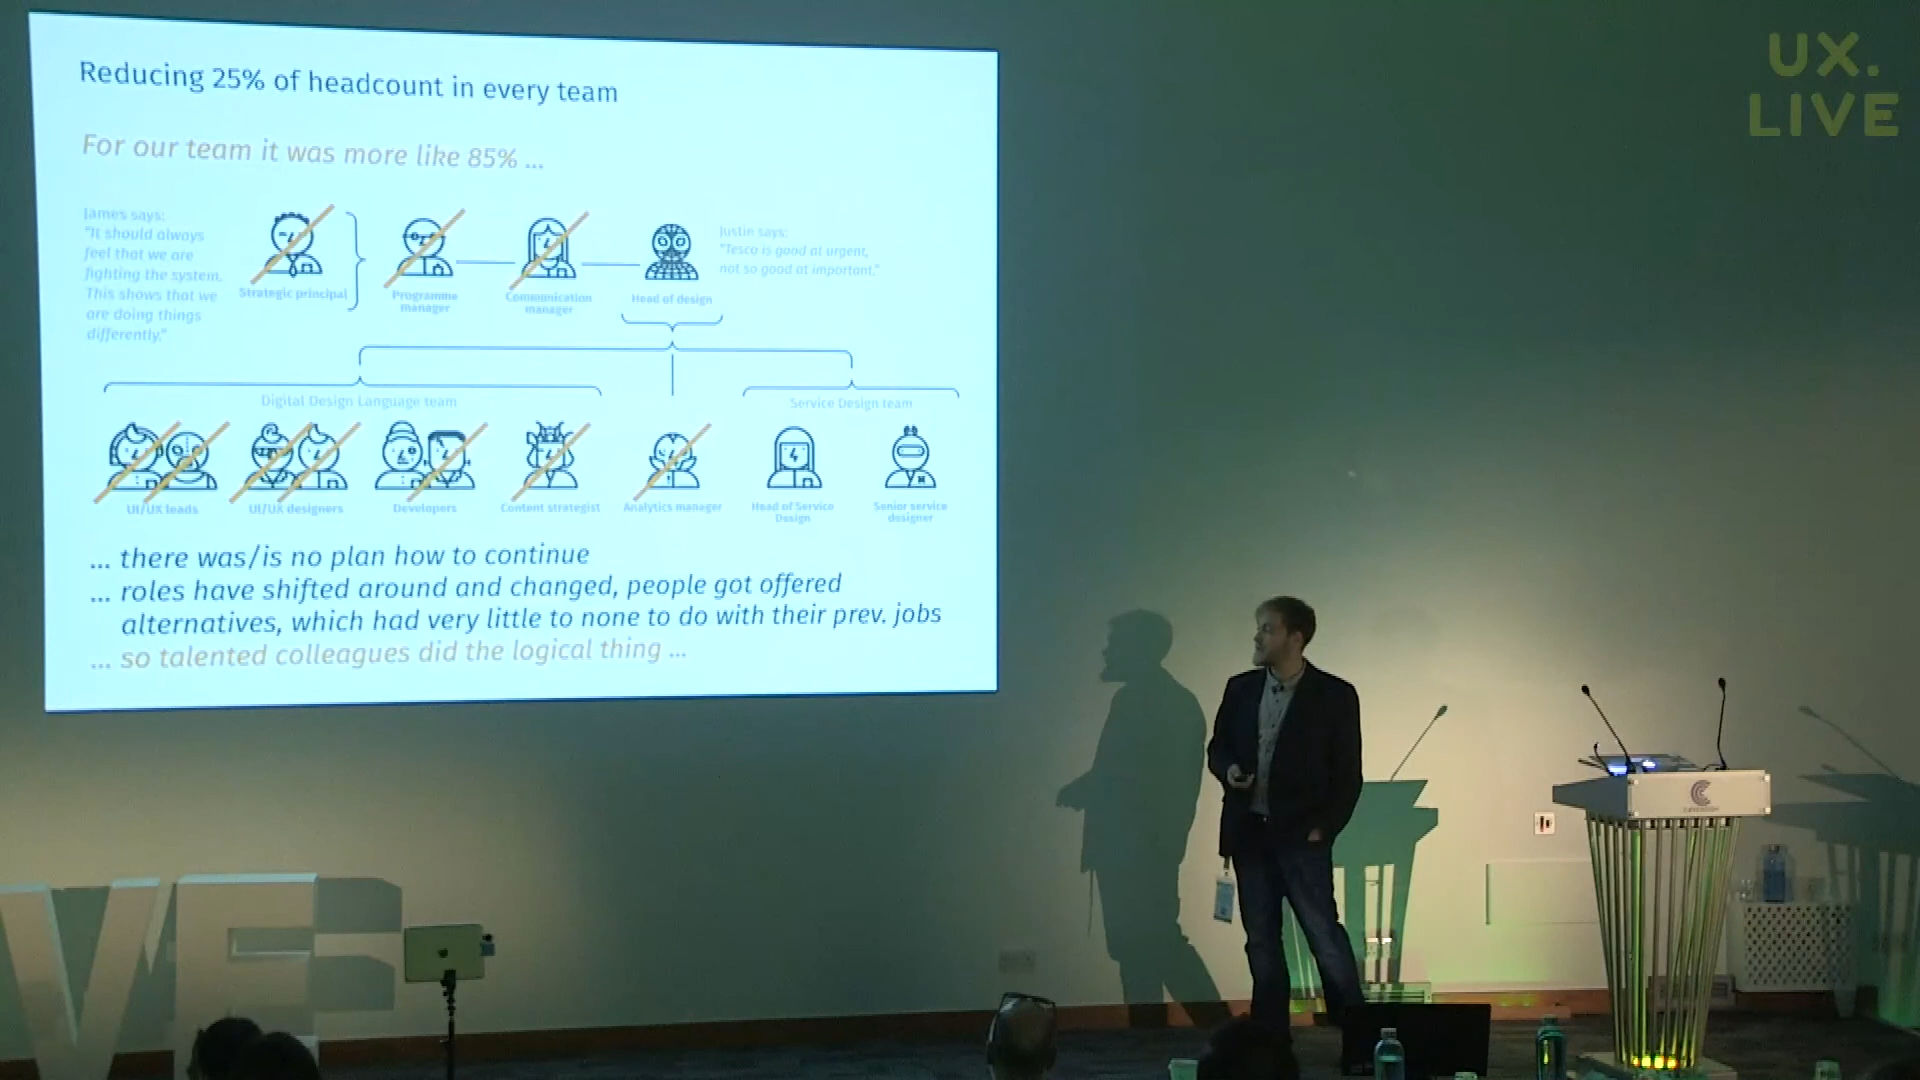 UX.
LIVE
Reducing 25% of headcount in every team
For our team it was more like 85% ...
James says:
"It should always
feel that we are
fighting the system.
This shows that we
are doing things
differently."
Strategic principal
Programme
manager
Communication
manager
Head of design
Justin says:
"Tesco is good at urgent,
not so good at important."
Digital Design Language team
Service Design team
UI/UX leads
UI/UX designers
Developers
Content strategist
Analytics manager
Head of Service
Design
Senior service
designer
... there was/is no plan how to continue
... roles have shifted around and changed, people got offered
alternatives, which had very little to none to do with their prev. jobs
... so talented colleagues did the logical thing ...
VE